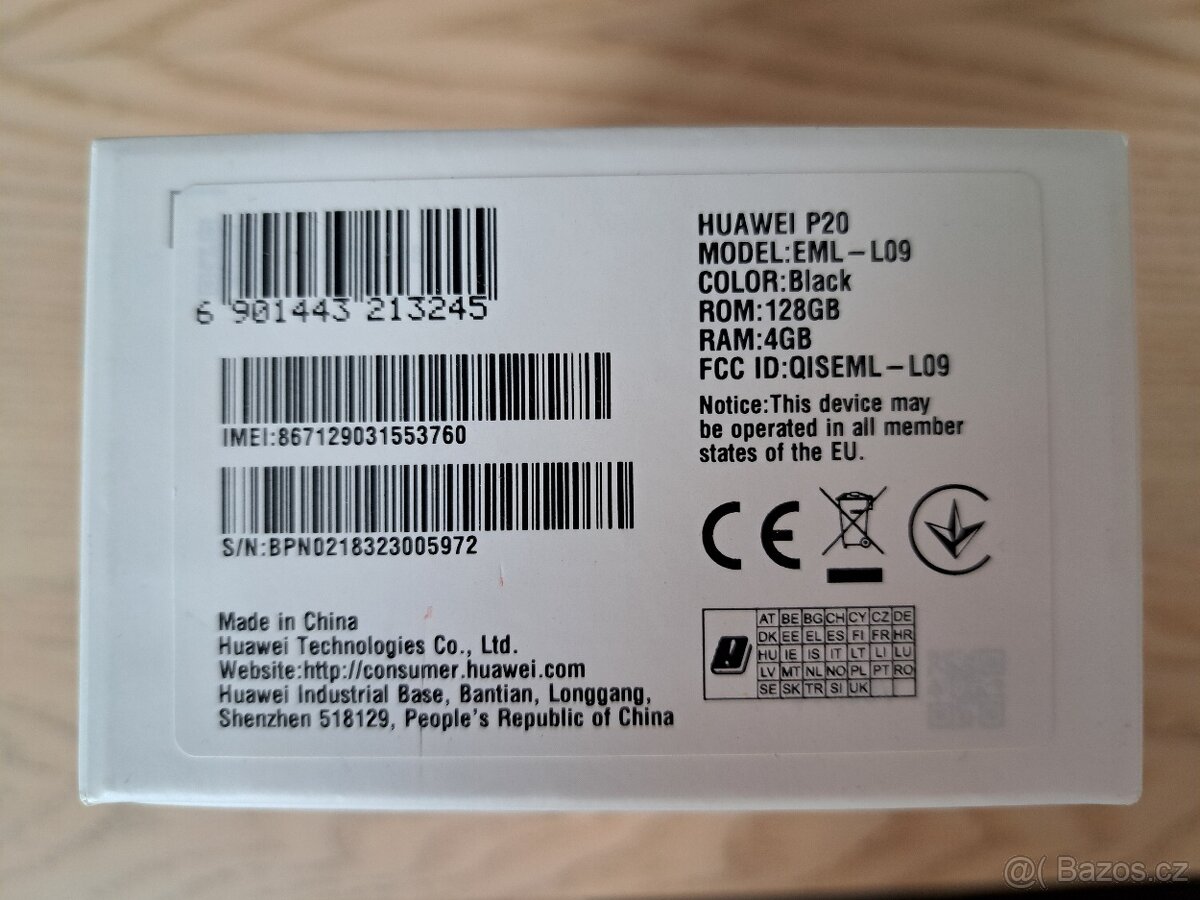 6 901443 213245
IMEI:867129031553760
S/N:BPN0218323005972
Made in China
Huawei Technologies Co., Ltd.
Website:http://consumer.huawei.com
Huawei Industrial Base, Bantian, Longgang,
Shenzhen 518129, People's Republic of China
HUAWEI P20
MODEL:EML-L09
COLOR:Black
ROM:128GB
RAM:4GB
FCC ID:QISEML-L09
Notice:This device may
be operated in all member
states of the EU.
CE
AT BE BG CH CY CZ DE
DK EE EL ES FI FR HR
HU IE IS IT LT LI LU
LV MT NL NO PL PT RO
SE SK TR SI UK
@( Bazos.cz